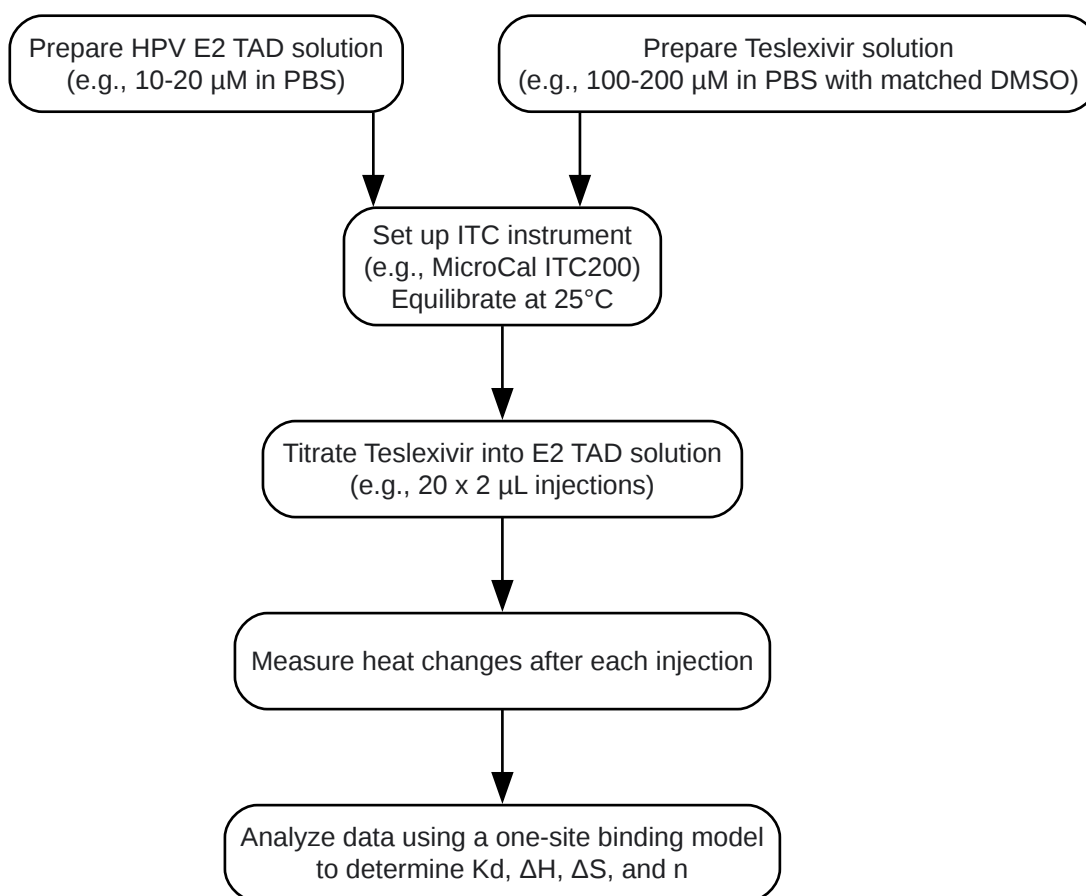 Prepare HPV E2 TAD solution
(e.g., 10-20 µM in PBS)
Prepare Teslexivir solution
(e.g., 100-200 µM in PBS with matched DMSO)
Set up ITC instrument
(e.g., MicroCal ITC200)
Equilibrate at 25°C
Titrate Teslexivir into E2 TAD solution
(e.g., 20 x 2 µL injections)
Measure heat changes after each injection
Analyze data using a one-site binding model
to determine Kd, ΔH, ΔS, and n